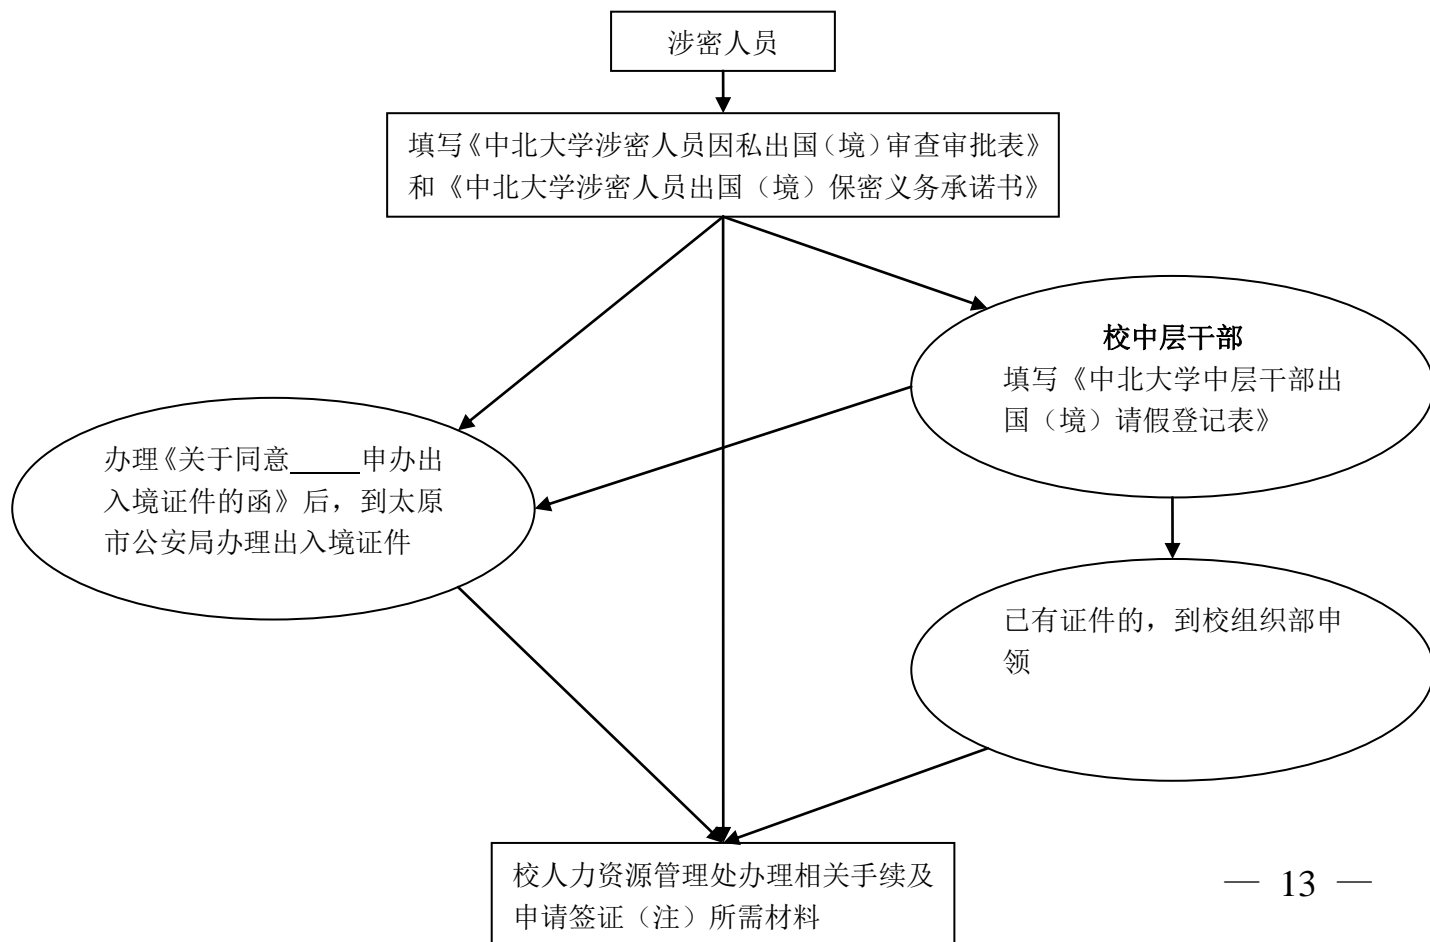 涉密人员
填写《中北大学涉密人员因私出国（境）审查审批表》
和《中北大学涉密人员出国（境）保密义务承诺书》
校中层干部
填写《中北大学中层干部出
国（境）请假登记表》
办理《关于同意_____申办出
入境证件的函》后，到太原
市公安局办理出入境证件
已有证件的，到校组织部申
领
校人力资源管理处办理相关手续及
申请签证（注）所需材料
— 13 —